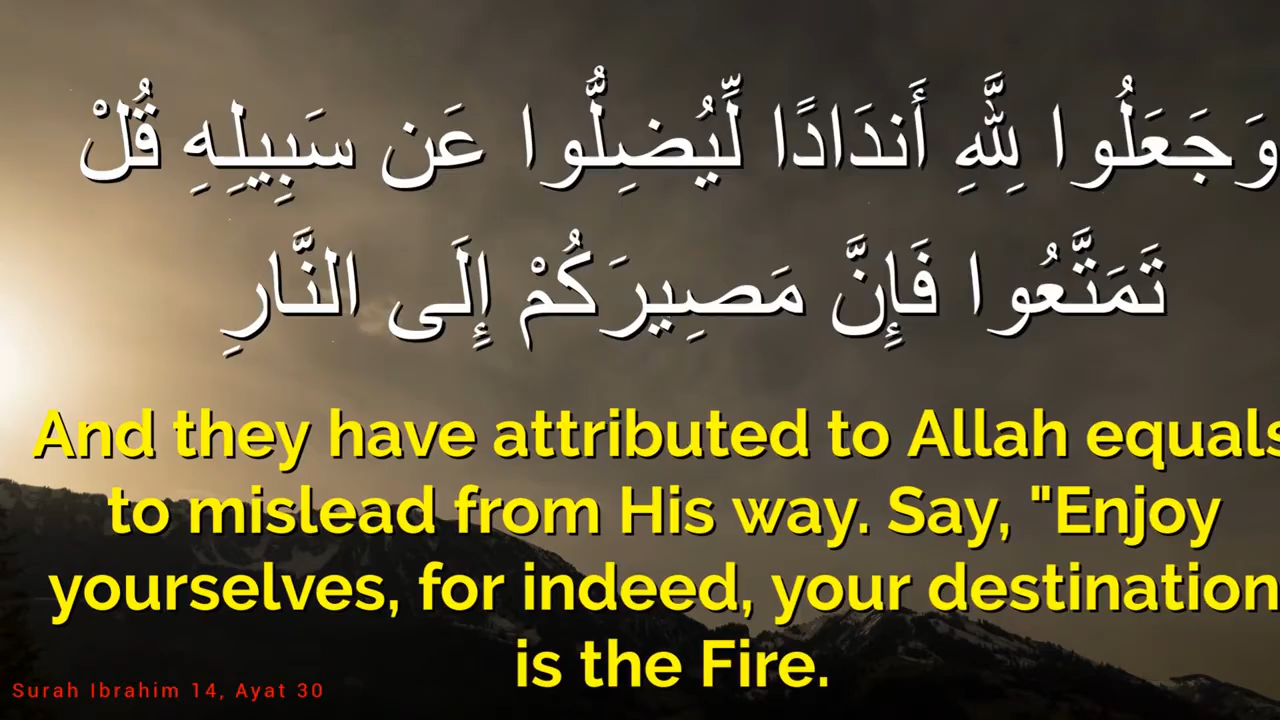 وَجَعَلُوا لِلَّهِ أَندَادًا لِّيُضِلُّوا عَن سَبِيلِهِ قُلْ
تَمَتَّعُوا فَإِنَّ مَصِيرَكُمْ إِلَى النَّارِ
And they have attributed to Allah equals
to mislead from His way. Say, "Enjoy
yourselves, for indeed, your destination
is the Fire.
Surah Ibrahim 14, Ayat 30